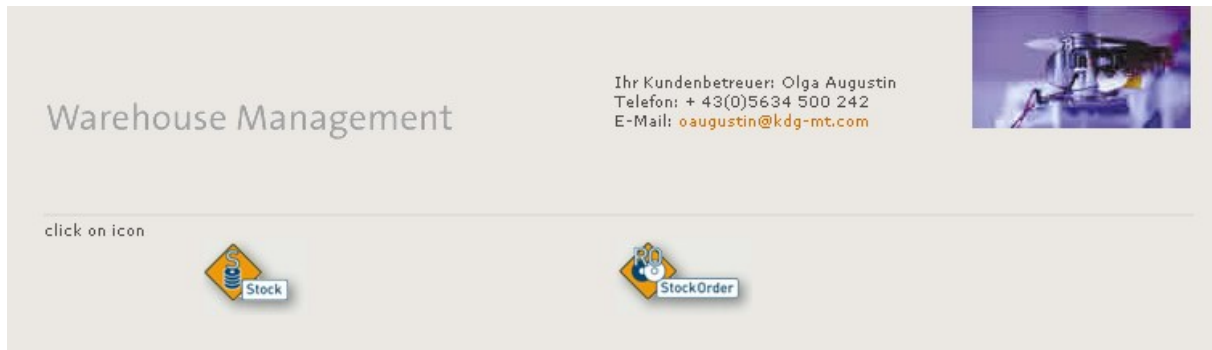 Ihr Kundenbetreuer: Olga Augustin
Telefon: + 43(0)5634 500 242
E-Mail: oaugustin@kdg-mt.com
Warehouse Management
click on icon
S
Stock
RO
StockOrder